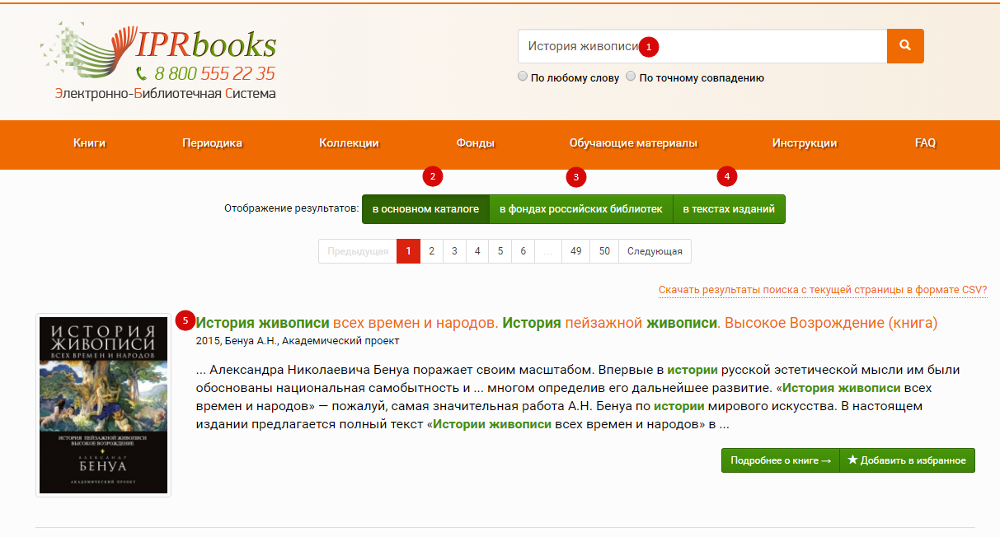 IPRbooks
8 800 555 22 35
Электронно-Библиотечная Система
История живописи 1
По любому слову По точному совпадению
Книги Периодика Коллекции Фонды Обучающие материалы Инструкции FAQ
2 3 4
Отображение результатов: в основном каталоге в фондах российских библиотек в текстах изданий
Предыдущая 1 2 3 4 5 6 ... 49 50 Следующая
Скачать результаты поиска с текущей страницы в формате CSV?
5 История живописи всех времен и народов. История пейзажной живописи. Высокое Возрождение (книга)
2015, Бенуа А.Н., Академический проект
... Александра Николаевича Бенуа поражает своим масштабом. Впервые в истории русской эстетической мысли им были
обоснованы национальная самобытность и ... многом определив его дальнейшее развитие. «История живописи всех
времен и народов» — пожалуй, самая значительная работа А.Н. Бенуа по истории мирового искусства. В настоящем
издании предлагается полный текст «Истории живописи всех времен и народов» в ...
ИСТОРИЯ
ЖИВОПИСИ
ВСЕХ ВРЕМЕН И НАРОДОВ
ИСТОРИЯ ПЕЙЗАЖНОЙ ЖИВОПИСИ
ВЫСОКОЕ ВОЗРОЖДЕНИЕ
АЛЕКСАНДР
БЕНУА
АКАДЕМИЧЕСКИЙ ПРОЕКТ
Подробнее о книге → ★ Добавить в избранное